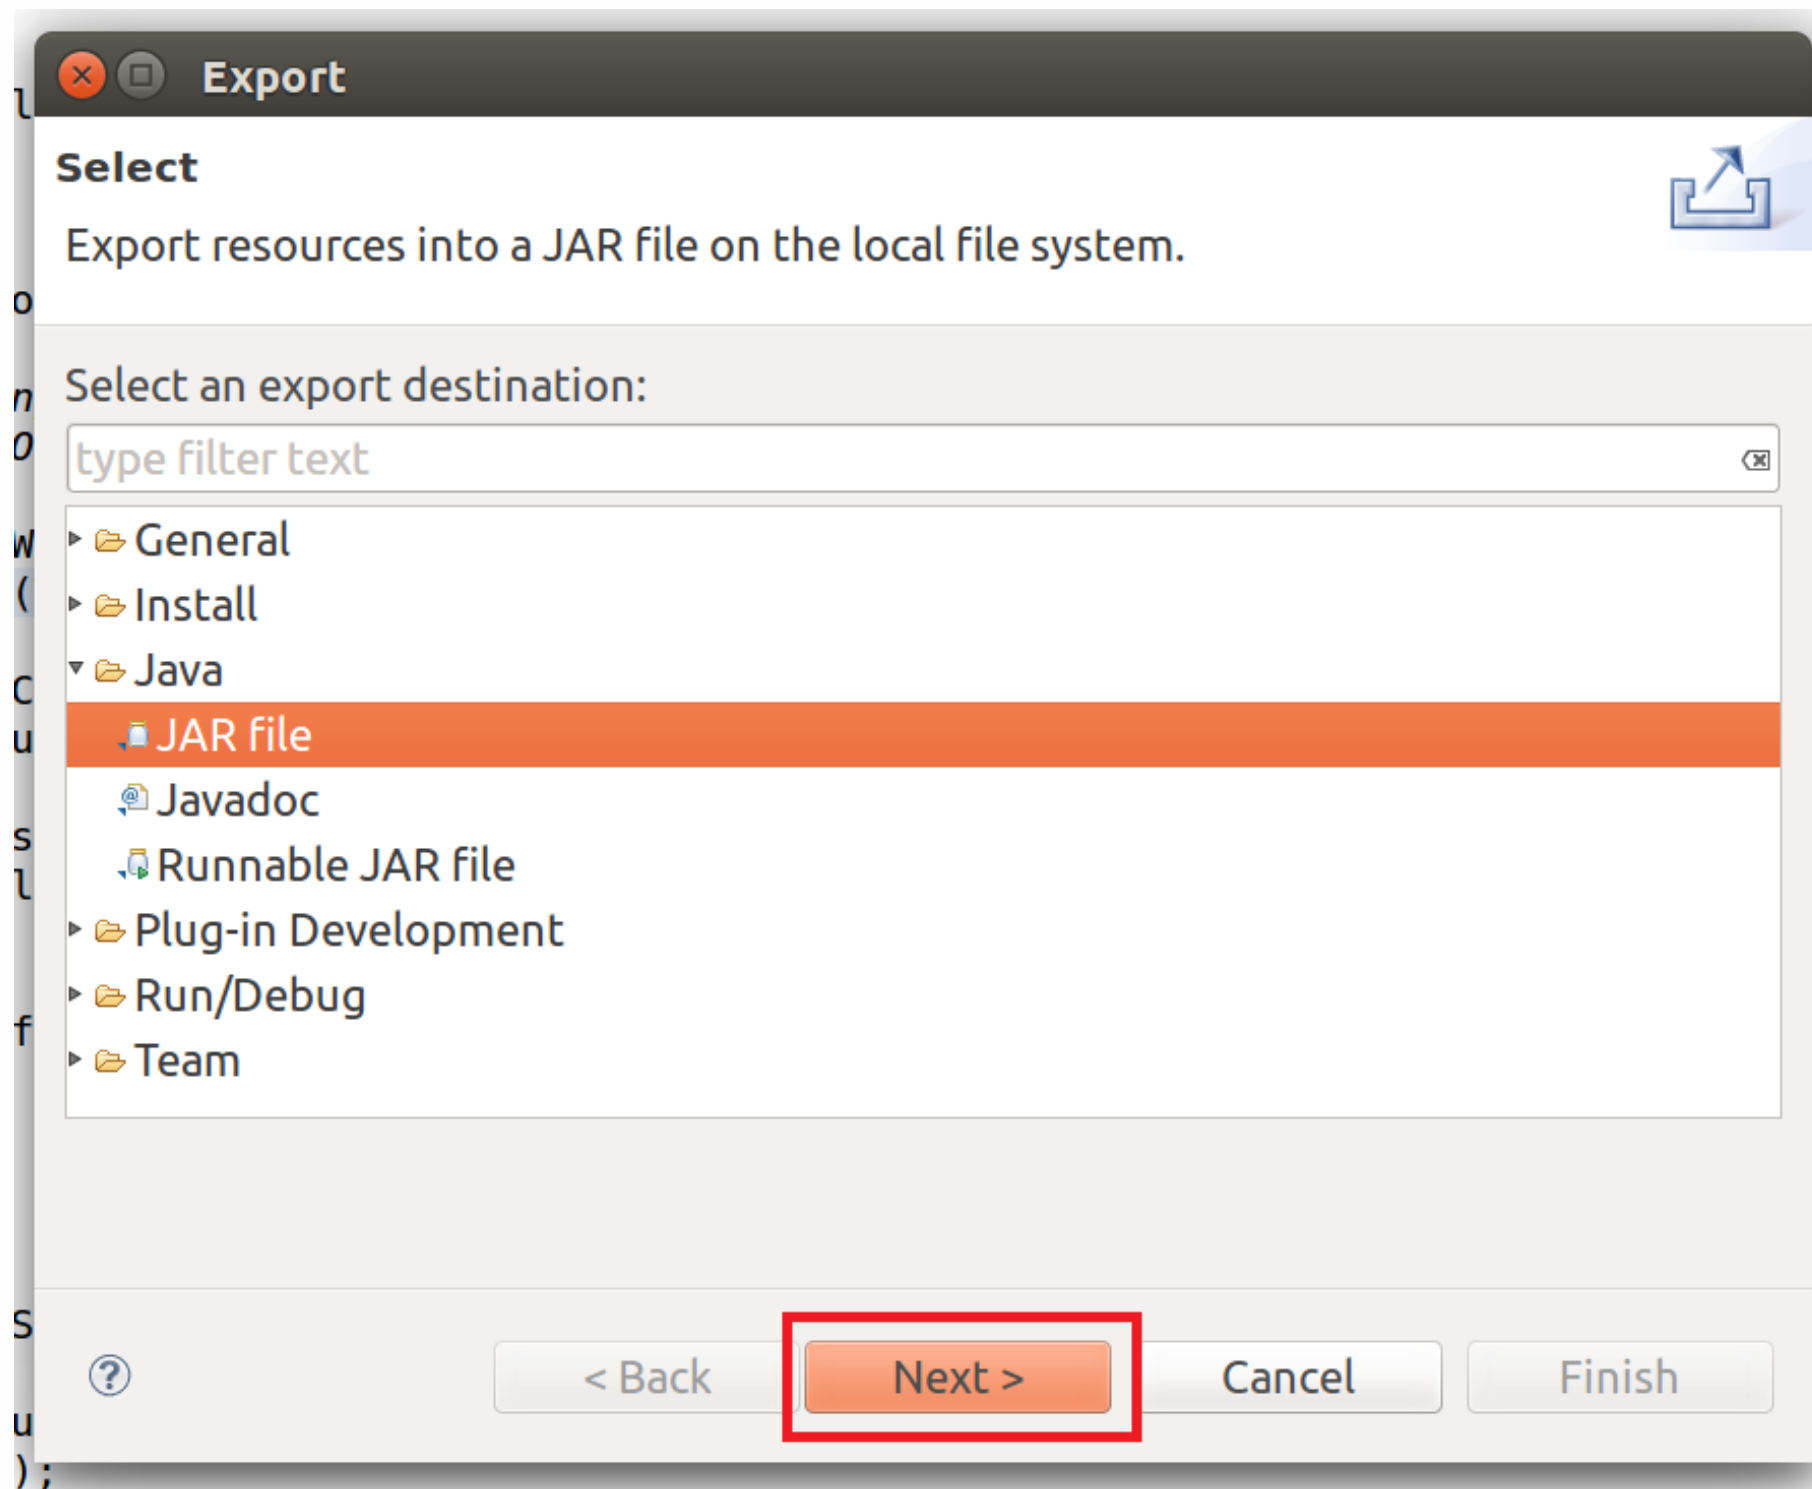 Export
Select
Export resources into a JAR file on the local file system.
Select an export destination:
type filter text
General
Install
Java
JAR file
Javadoc
Runnable JAR file
Plug-in Development
Run/Debug
Team
< Back
Next >
Cancel
Finish
);